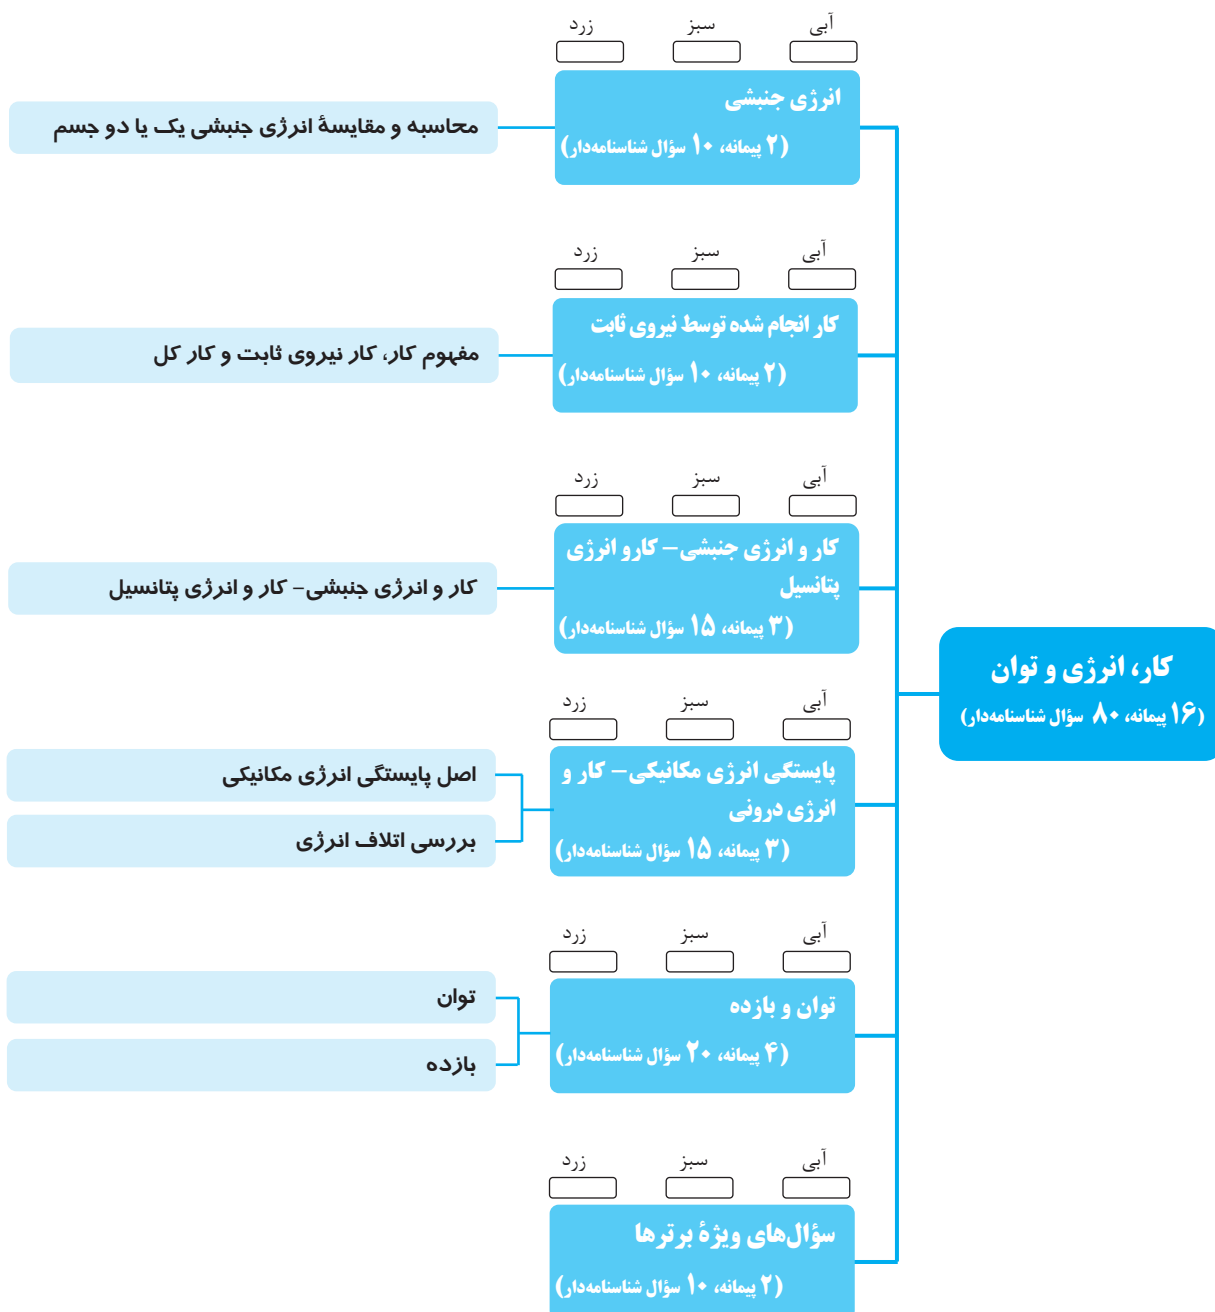 آبی سبز زرد
انرژی جنبشی
(۲ پیمانه، ۱۰ سؤال شناسنامه‌دار)
محاسبه و مقایسهٔ انرژی جنبشی یک یا دو جسم
آبی سبز زرد
کار انجام شده توسط نیروی ثابت
(۲ پیمانه، ۱۰ سؤال شناسنامه‌دار)
مفهوم کار، کار نیروی ثابت و کار کل
آبی سبز زرد
کار و انرژی جنبشی– کارو انرژی
پتانسیل
(۳ پیمانه، ۱۵ سؤال شناسنامه‌دار)
کار و انرژی جنبشی– کار و انرژی پتانسیل
کار، انرژی و توان
(۱۶ پیمانه، ۸۰ سؤال شناسنامه‌دار)
آبی سبز زرد
پایستگی انرژی مکانیکی– کار و
انرژی درونی
(۳ پیمانه، ۱۵ سؤال شناسنامه‌دار)
اصل پایستگی انرژی مکانیکی
بررسی اتلاف انرژی
آبی سبز زرد
توان و بازده
(۴ پیمانه، ۲۰ سؤال شناسنامه‌دار)
توان
بازده
آبی سبز زرد
سؤال‌های ویژهٔ برترها
(۲ پیمانه، ۱۰ سؤال شناسنامه‌دار)